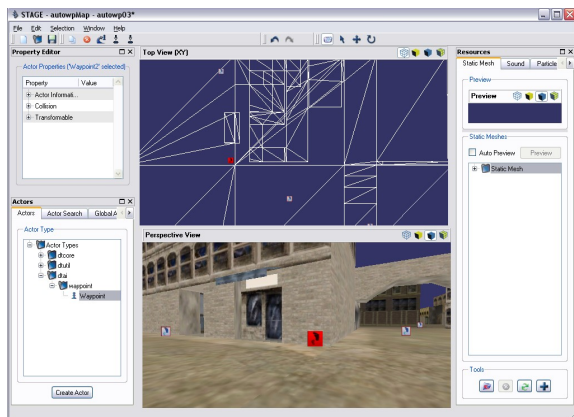 STAGE - autowpMap - autowp03*
File Edit Selection Window Help
Property Editor
Actor Properties ('Waypoint2' selected)
Property Value
Actor Informati...
Collision
Transformable
Actors
Actors Actor Search Global A
Actor Type
Actor Types
dtcore
dtutil
dtai
waypoint
Waypoint
Create Actor
Top View (XY)
Perspective View
Resources
Static Mesh Sound Particle
Preview
Preview
Static Meshes
Auto Preview Preview
Static Mesh
Tools